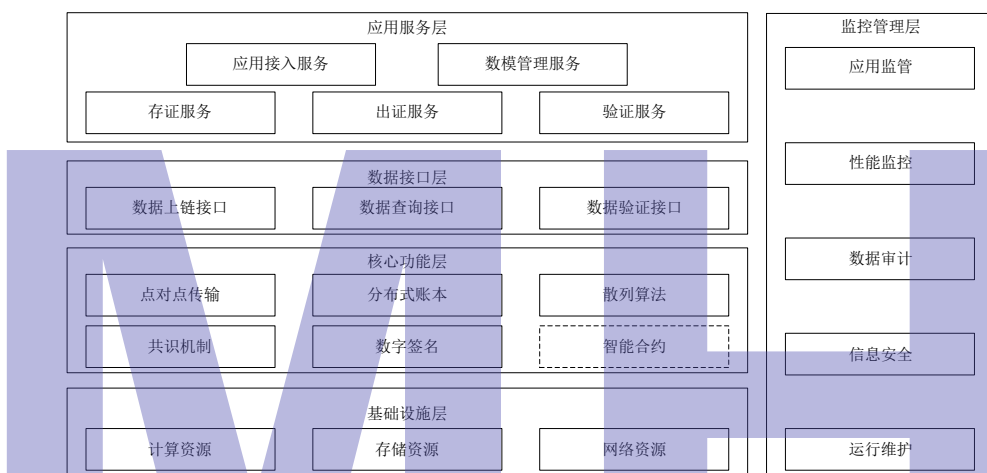 应用服务层
应用接入服务 数模管理服务
存证服务 出证服务 验证服务
数据接口层
数据上链接口 数据查询接口 数据验证接口
核心功能层
点对点传输 分布式账本 散列算法
共识机制 数字签名 智能合约
基础设施层
计算资源 存储资源 网络资源
监控管理层
应用监管
性能监控
数据审计
信息安全
运行维护